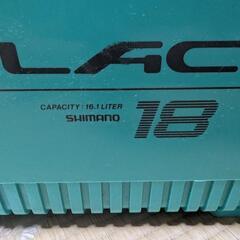 LAC
CAPACITY : 16.1 LITER
SHIMANO
18